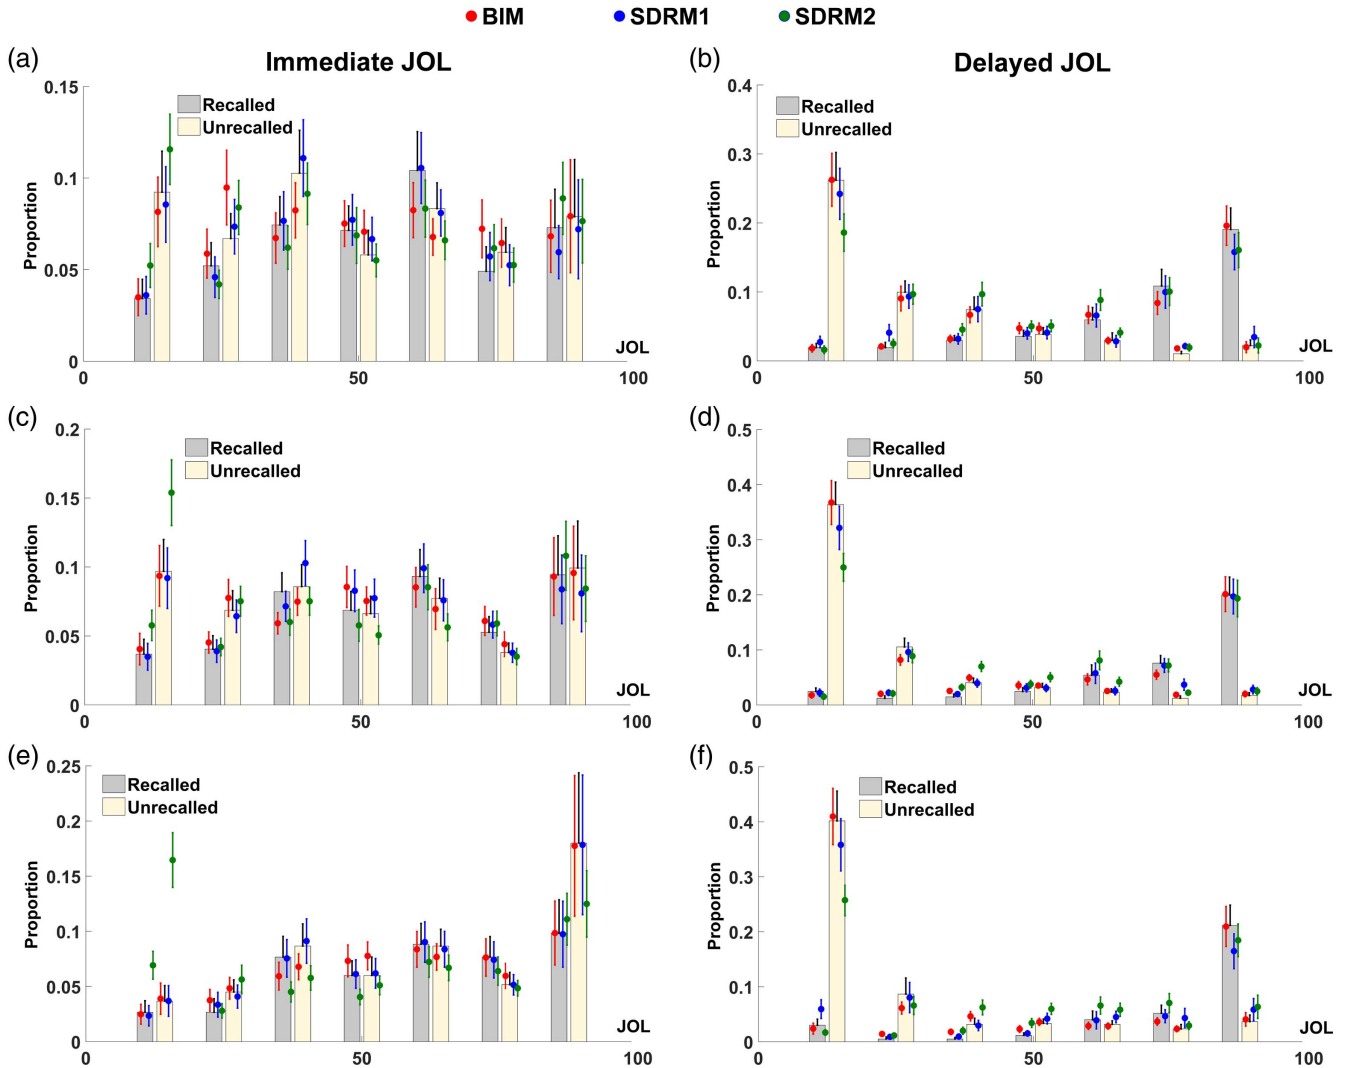 BIM SDRM1 SDRM2
(a) Immediate JOL (b) Delayed JOL
0.15
0.1
0.05
0
Proportion
Recalled
Unrecalled
JOL
0 50 100
0.4
0.3
0.2
0.1
0
Proportion
Recalled
Unrecalled
JOL
0 50 100
(c)
0.2
0.15
0.1
0.05
0
Proportion
Recalled
Unrecalled
JOL
0 50 100
(d)
0.5
0.4
0.3
0.2
0.1
0
Proportion
Recalled
Unrecalled
JOL
0 50 100
(e)
0.25
0.2
0.15
0.1
0.05
0
Proportion
Recalled
Unrecalled
JOL
0 50 100
(f)
0.5
0.4
0.3
0.2
0.1
0
Proportion
Recalled
Unrecalled
JOL
0 50 100